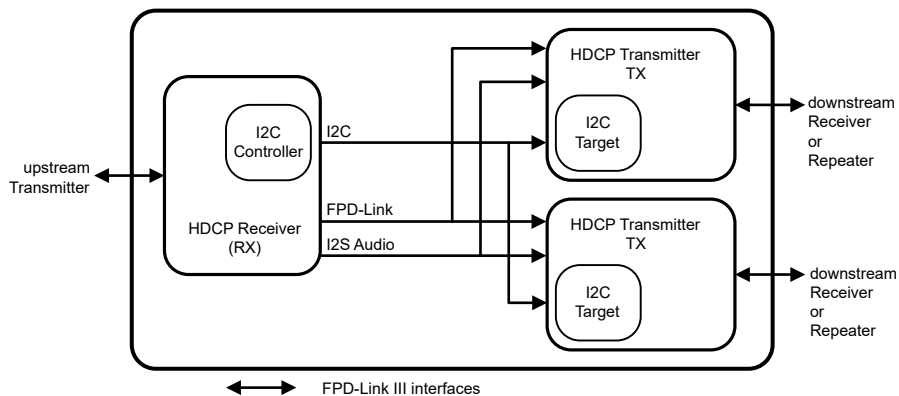 HDCP Transmitter
TX
I2C
Target
downstream
Receiver
or
Repeater
I2C
Controller
I2C
upstream
Transmitter
HDCP Receiver
(RX)
FPD-Link
I2S Audio
HDCP Transmitter
TX
I2C
Target
downstream
Receiver
or
Repeater
FPD-Link III interfaces